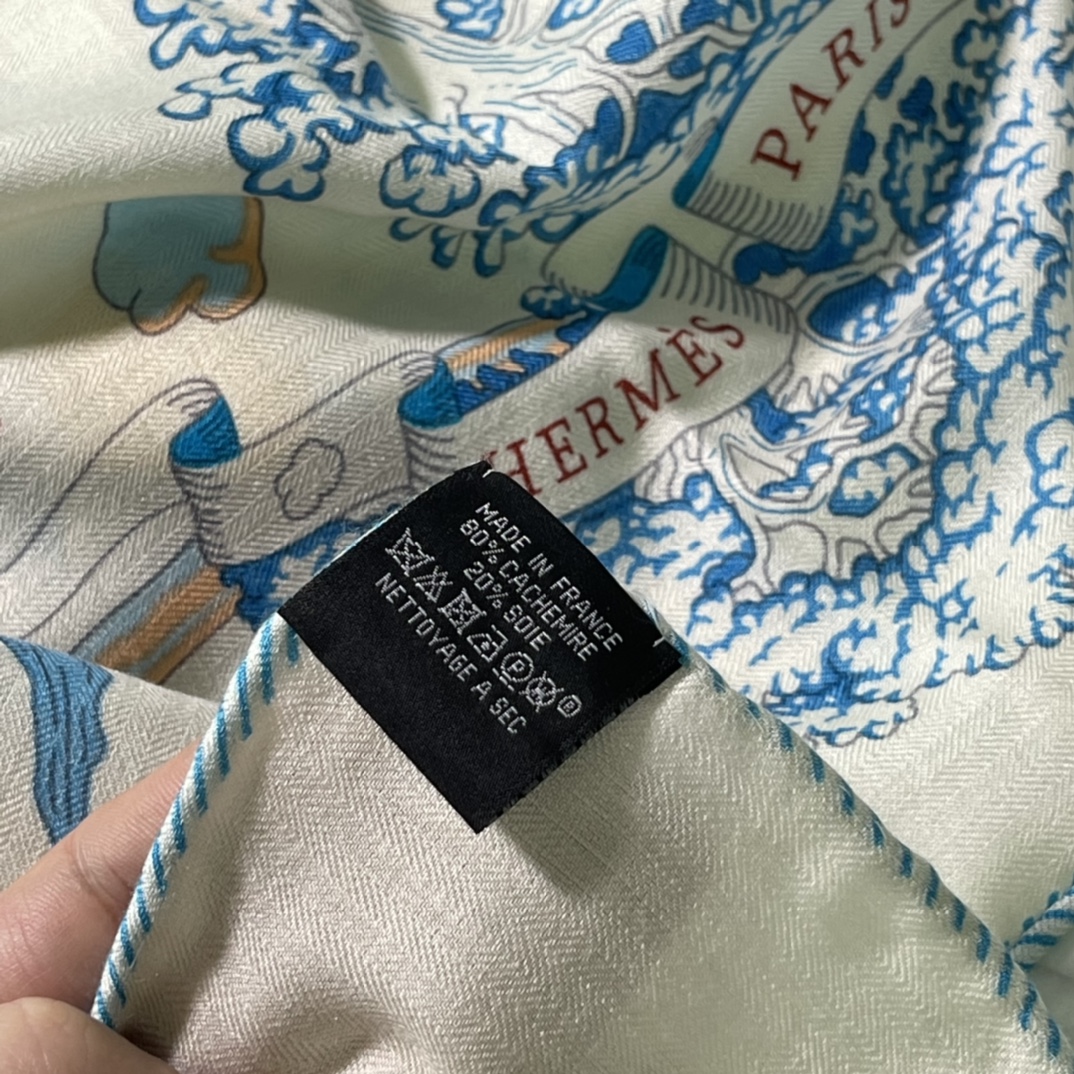 PARIS
HERMÈS
MADE IN FRANCE
80% CACHEMIRE
20% SOIE
NETTOYAGE A SEC